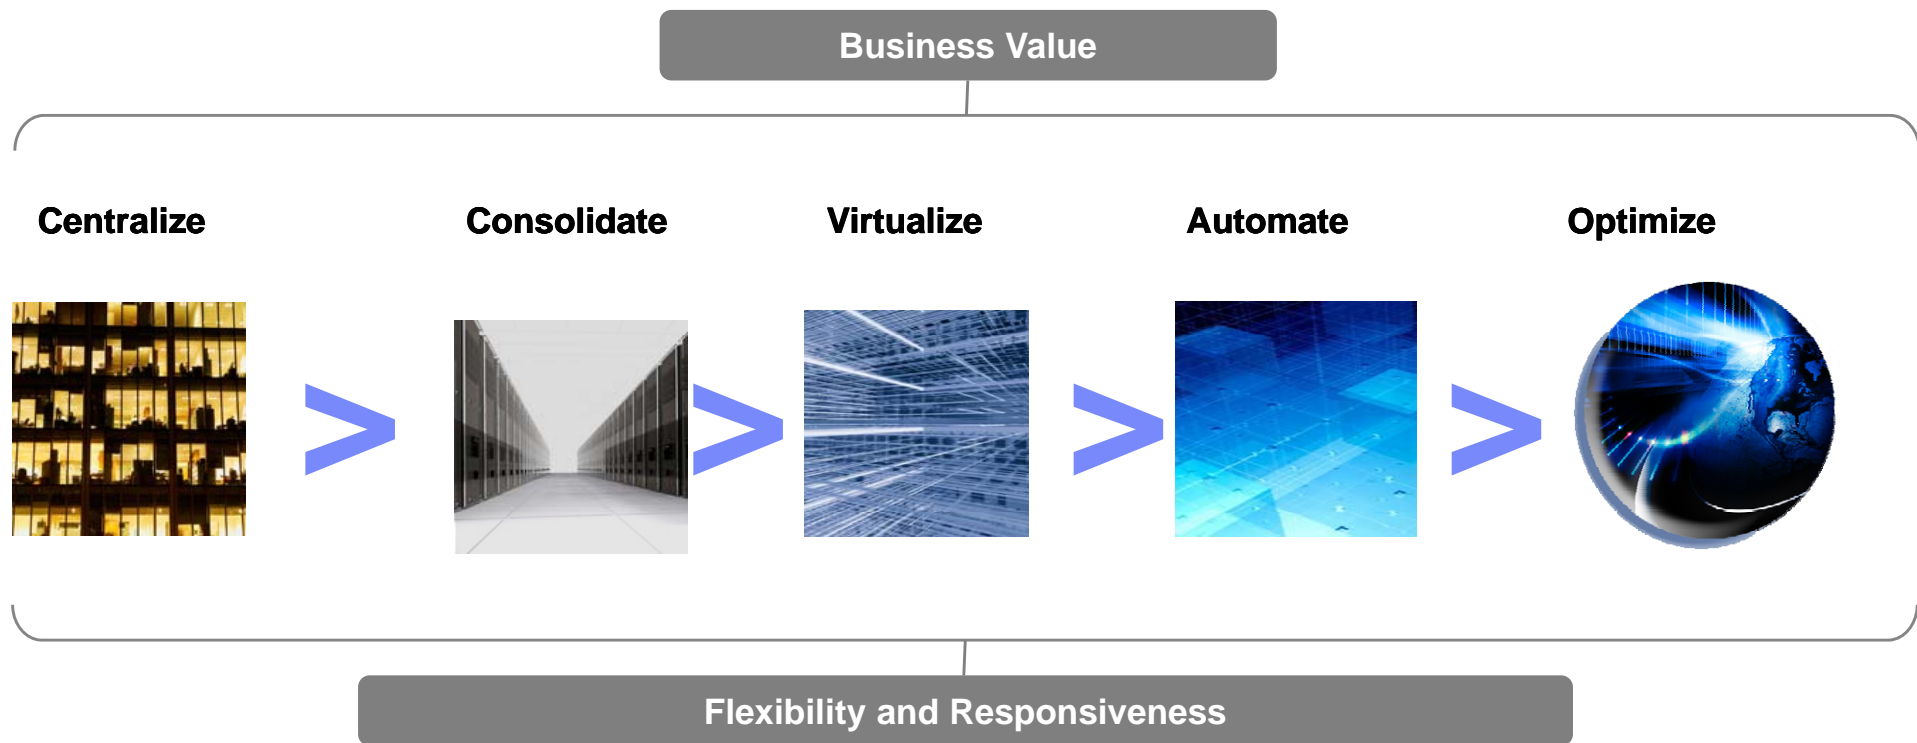 Business Value
Centralize Consolidate Virtualize Automate Optimize
> > > >
Flexibility and Responsiveness